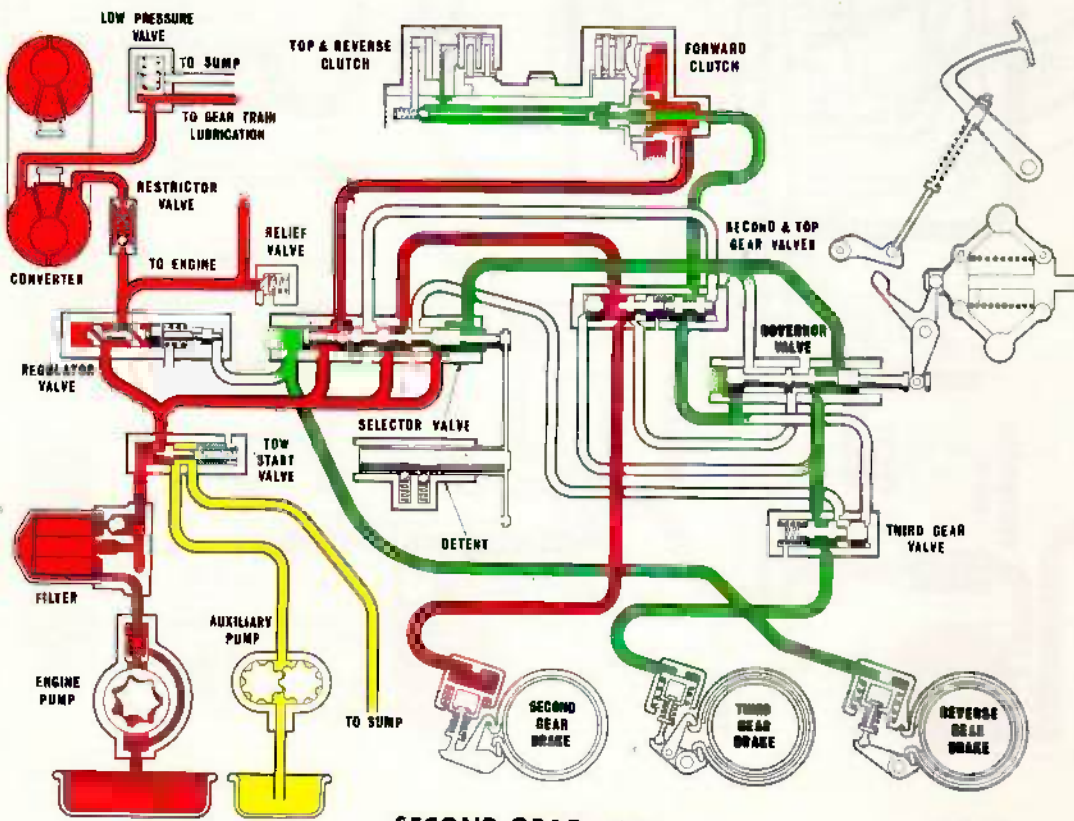 LOW PRESSURE
VALVE
TO SUMP
TO GEAR TRAIN
LUBRICATION
TOP & REVERSE
CLUTCH
FORWARD
CLUTCH
RESTRICTOR
VALVE
CONVERTER
TO ENGINE
RELIEF
VALVE
SECOND & TOP
GEAR VALVES
REGULATOR
VALVE
GOVERNOR
VALVE
SELECTOR VALVE
TOW
START
VALVE
DETENT
THIRD GEAR
VALVE
FILTER
AUXILIARY
PUMP
ENGINE
PUMP
TO SUMP
SECOND
GEAR
BRAKE
THIRD
GEAR
BRAKE
REVERSE
GEAR
BRAKE
SECOND GEAR